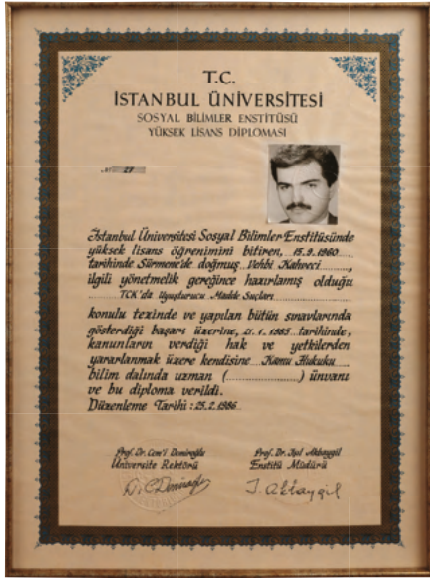 T.C.
İSTANBUL ÜNİVERSİTESİ
SOSYAL BİLİMLER ENSTİTÜSÜ
YÜKSEK LİSANS DİPLOMASI
27
İstanbul Üniversitesi Sosyal Bilimler Enstitüsünde
yüksek lisans öğrenimini bitiren, 15.9.1960
tarihinde Sürmene'de doğmuş Vehbi Kahveci
ilgili yönetmelik gereğince hazırlamış olduğu
TCK'da Uyuşturucu Madde Suçları
konulu tezinde ve yapılan bütün sınavlarında
gösterdiği başarı üzerine, 21.1.1985 tarihinde,
kanunların verdiği hak ve yetkilerden
yararlanmak üzere kendisine Kamu Hukuku
bilim dalında uzman (............) ünvanı
ve bu diploma verildi.
Düzenleme Tarihi: 25.2.1986
Prof. Dr. Cem'i Demiroğlu
Üniversite Rektörü
Prof. Dr. Işıl Akbaygil
Enstitü Müdürü
I. Akbaygil